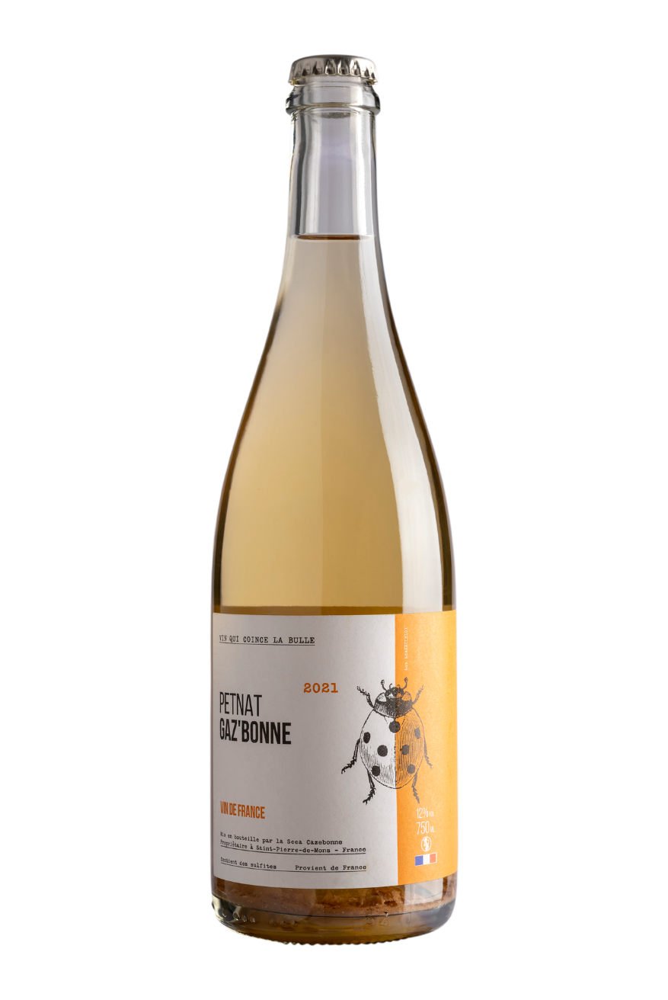 VIN QUI COINCE LA BULLE
2021
PETNAT
GAZ'BONNE
VIN DE FRANCE
Mis en bouteille par la Scea Cazebonne
Propriétaire à Saint-Pierre-de-Mons - France
Contient des sulfites Provient de France
12% vol.
750 ML